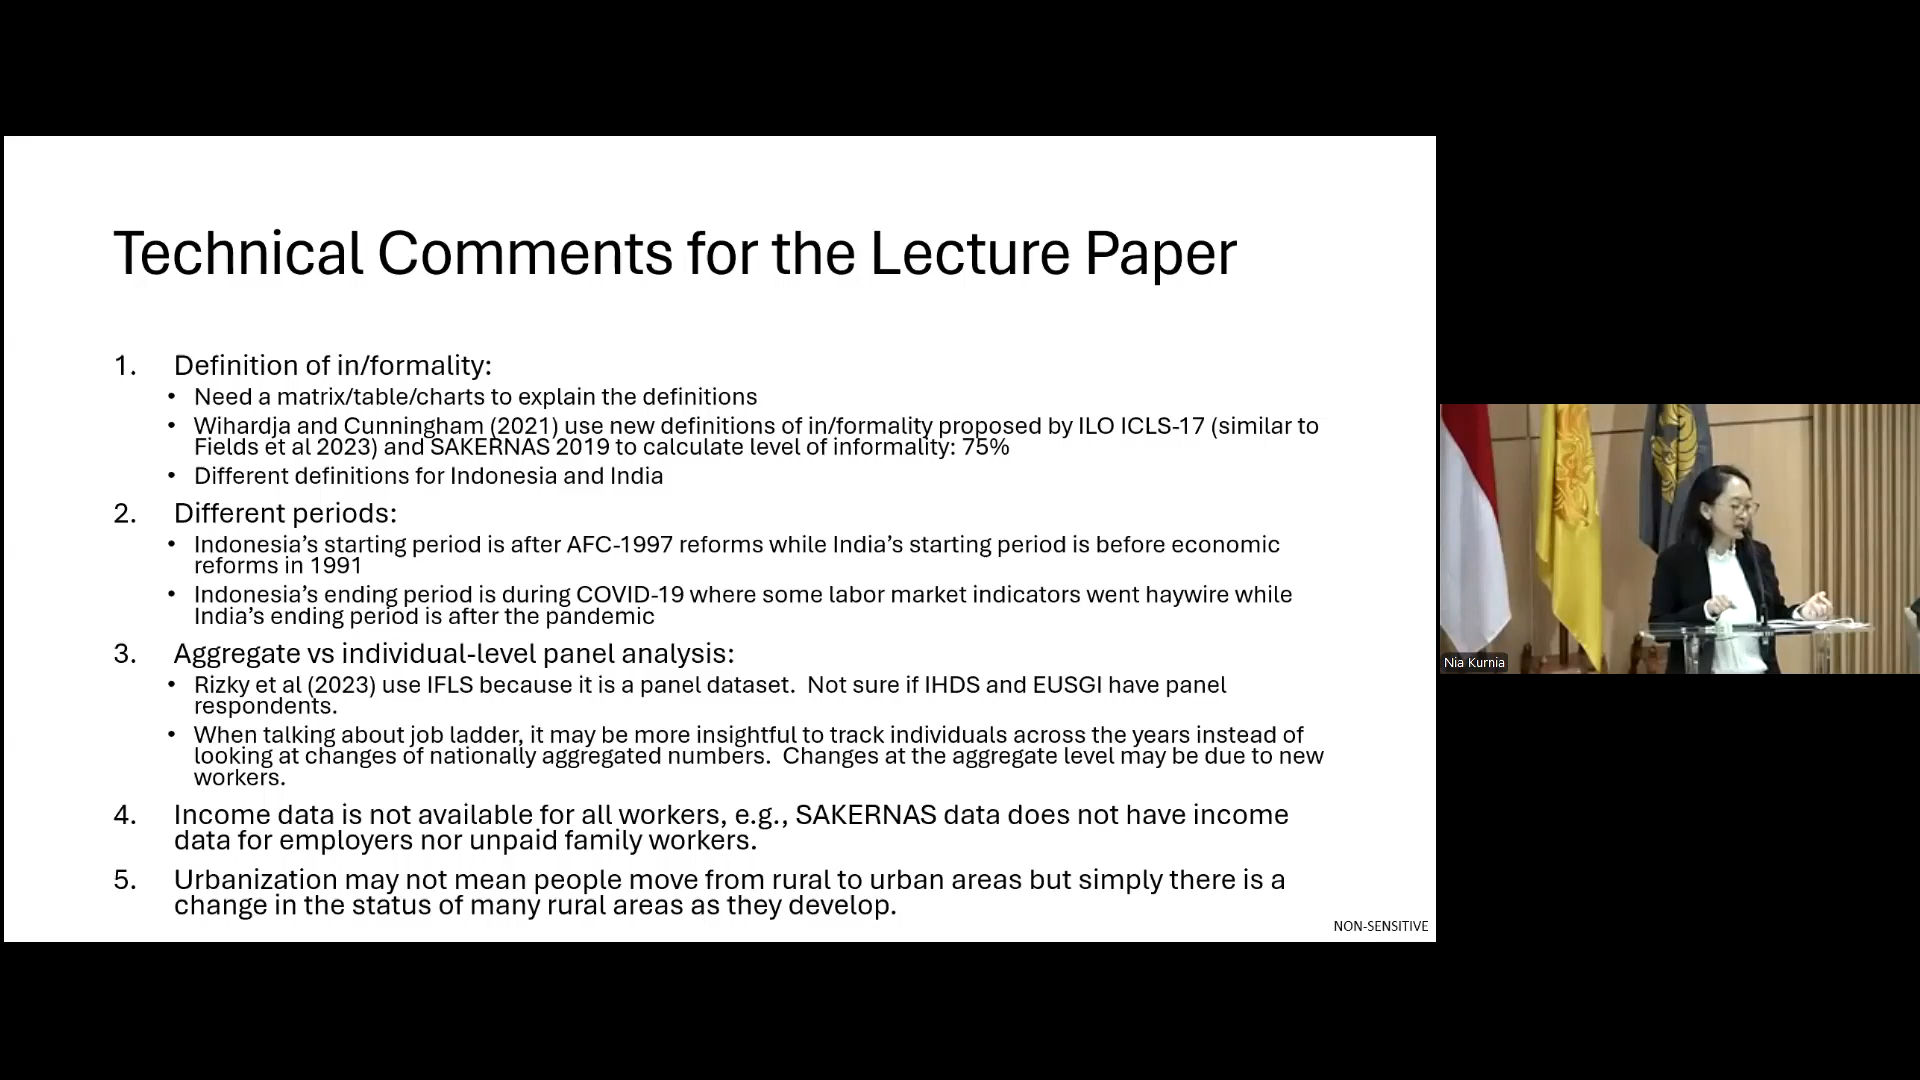 Technical Comments for the Lecture Paper
1. Definition of in/formality:
• Need a matrix/table/charts to explain the definitions
• Wihardja and Cunningham (2021) use new definitions of in/formality proposed by ILO ICLS-17 (similar to
Fields et al 2023) and SAKERNAS 2019 to calculate level of informality: 75%
• Different definitions for Indonesia and India
2. Different periods:
• Indonesia’s starting period is after AFC-1997 reforms while India’s starting period is before economic
reforms in 1991
• Indonesia’s ending period is during COVID-19 where some labor market indicators went haywire while
India’s ending period is after the pandemic
3. Aggregate vs individual-level panel analysis:
• Rizky et al (2023) use IFLS because it is a panel dataset.  Not sure if IHDS and EUSGI have panel
respondents.
• When talking about job ladder, it may be more insightful to track individuals across the years instead of
looking at changes of nationally aggregated numbers.  Changes at the aggregate level may be due to new
workers.
4. Income data is not available for all workers, e.g., SAKERNAS data does not have income
data for employers nor unpaid family workers.
5. Urbanization may not mean people move from rural to urban areas but simply there is a
change in the status of many rural areas as they develop.
NON-SENSITIVE
Nia Kurnia